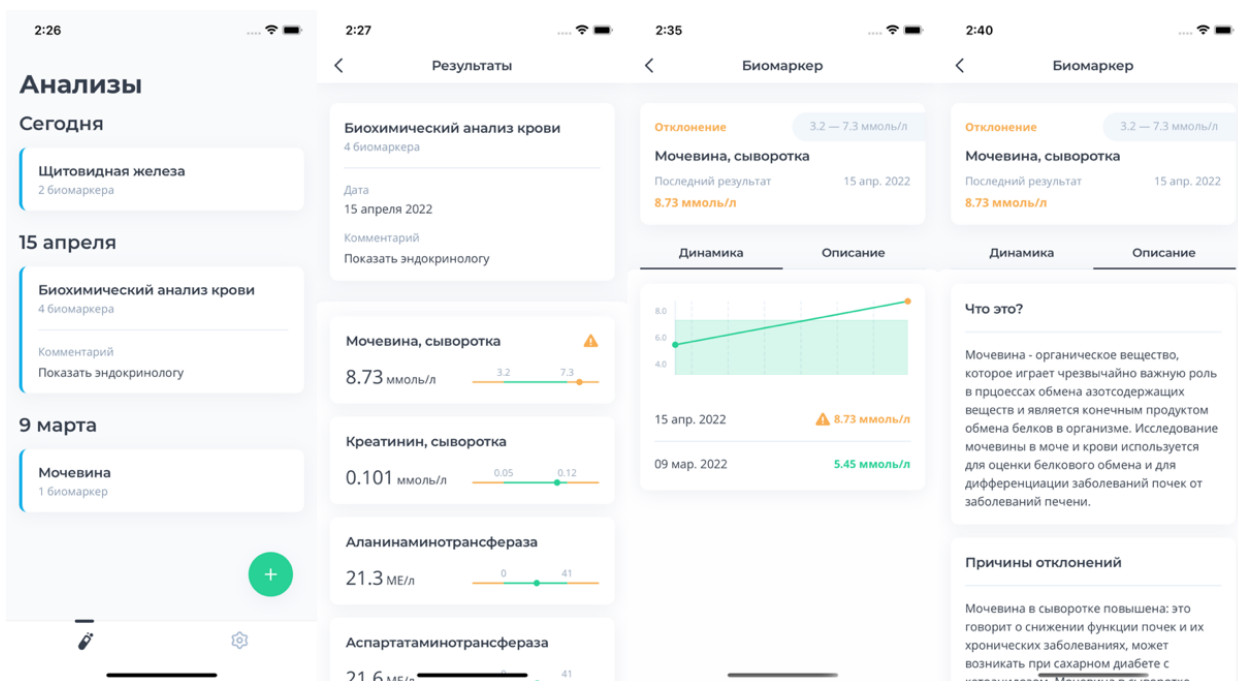 2:26
Анализы
Сегодня
Щитовидная железа
2 биомаркера
15 апреля
Биохимический анализ крови
4 биомаркера
Комментарий
Показать эндокринологу
9 марта
Мочевина
1 биомаркер
+
2:27
Результаты
Биохимический анализ крови
4 биомаркера
Дата
15 апреля 2022
Комментарий
Показать эндокринологу
Мочевина, сыворотка
8.73 ммоль/л
3.2 7.3
Креатинин, сыворотка
0.101 ммоль/л
0.05 0.12
Аланинаминотрансфераза
21.3 МЕ/л
0 41
Аспартатаминотрансфераза
21.6 МЕ/л
41
2:35
Биомаркер
Отклонение 3.2 — 7.3 ммоль/л
Мочевина, сыворотка
Последний результат 15 апр. 2022
8.73 ммоль/л
Динамика Описание
8.0
6.0
4.0
15 апр. 2022 8.73 ммоль/л
09 мар. 2022 5.45 ммоль/л
2:40
Биомаркер
Отклонение 3.2 — 7.3 ммоль/л
Мочевина, сыворотка
Последний результат 15 апр. 2022
8.73 ммоль/л
Динамика Описание
Что это?
Мочевина - органическое вещество,
которое играет чрезвычайно важную роль
в прцоессах обмена азотсодержащих
веществ и является конечным продуктом
обмена белков в организме. Исследование
мочевины в моче и крови используется
для оценки белкового обмена и для
дифференциации заболеваний почек от
заболеваний печени.
Причины отклонений
Мочевина в сыворотке повышена: это
говорит о снижении функции почек и их
хронических заболеваниях, может
возникать при сахарном диабете с